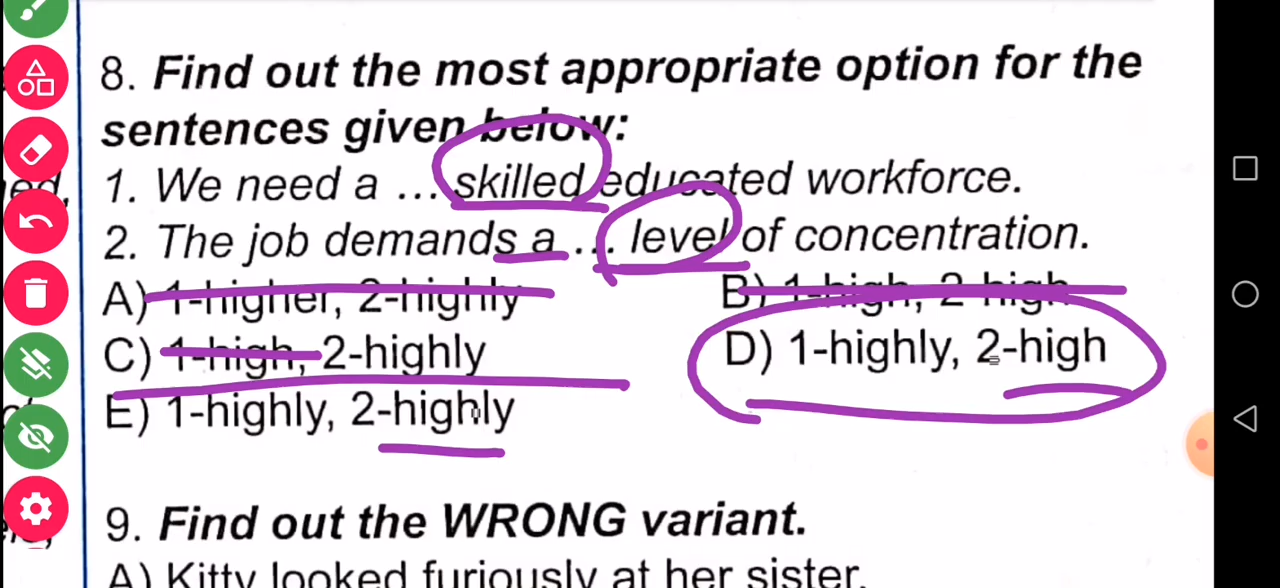 8. Find out the most appropriate option for the
sentences given below:
1. We need a ... skilled educated workforce.
2. The job demands a ... level of concentration.
A) 1-higher, 2-highly B) 1-high, 2-high
C) 1-high, 2-highly D) 1-highly, 2-high
E) 1-highly, 2-highly
9. Find out the WRONG variant.
A) Kitty looked furiously at her sister.